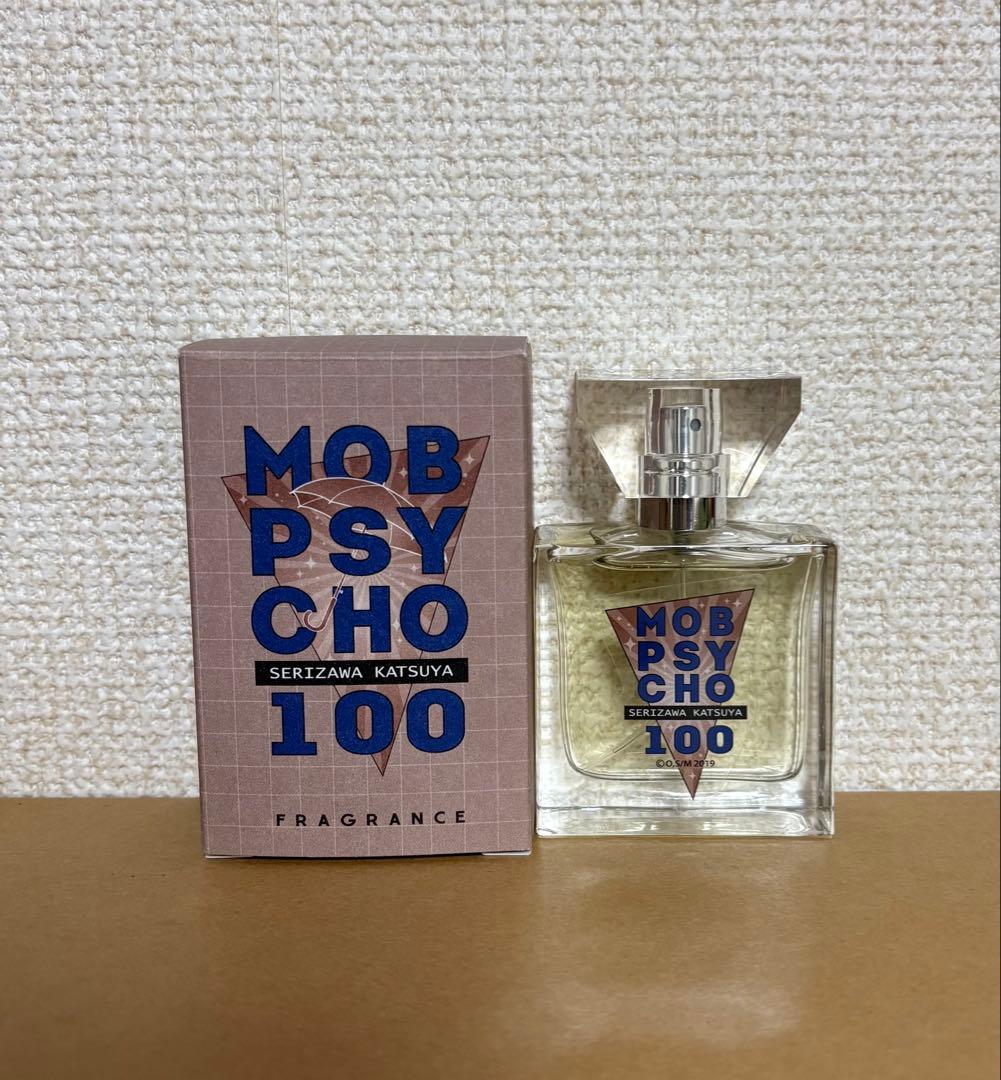 MOB
PSY
CHO
SERIZAWA KATSUYA
100
FRAGRANCE
MOB
PSY
CHO
SERIZAWA KATSUYA
100
©O,S/M 2019